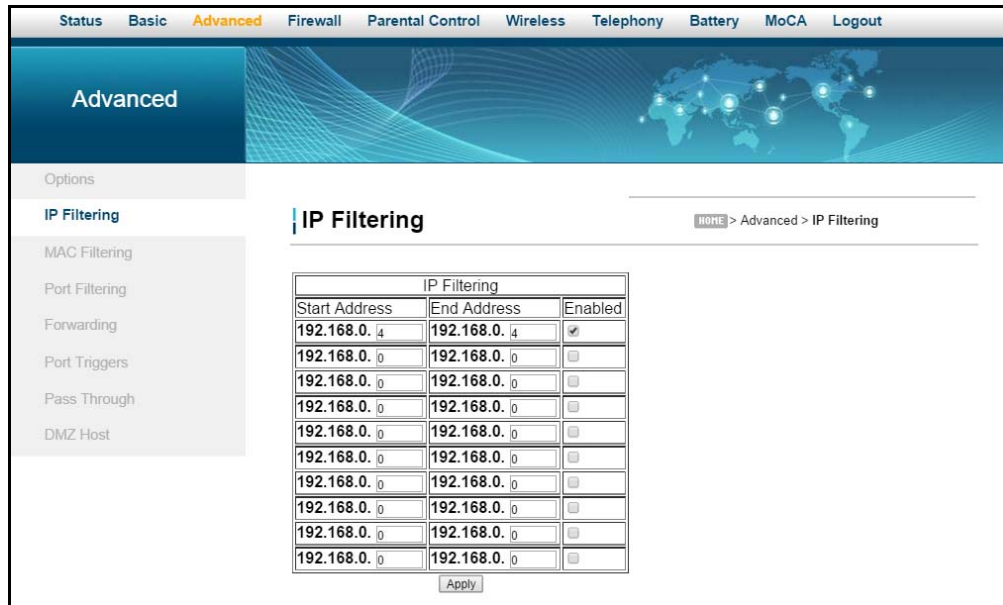 Status Basic Advanced Firewall Parental Control Wireless Telephony Battery MoCA Logout
Advanced
Options
IP Filtering
MAC Filtering
Port Filtering
Forwarding
Port Triggers
Pass Through
DMZ Host
IP Filtering
HOME > Advanced > IP Filtering
IP Filtering
Start Address End Address Enabled
192.168.0. 4 192.168.0. 4
192.168.0. 0 192.168.0. 0
192.168.0. 0 192.168.0. 0
192.168.0. 0 192.168.0. 0
192.168.0. 0 192.168.0. 0
192.168.0. 0 192.168.0. 0
192.168.0. 0 192.168.0. 0
192.168.0. 0 192.168.0. 0
192.168.0. 0 192.168.0. 0
192.168.0. 0 192.168.0. 0
Apply